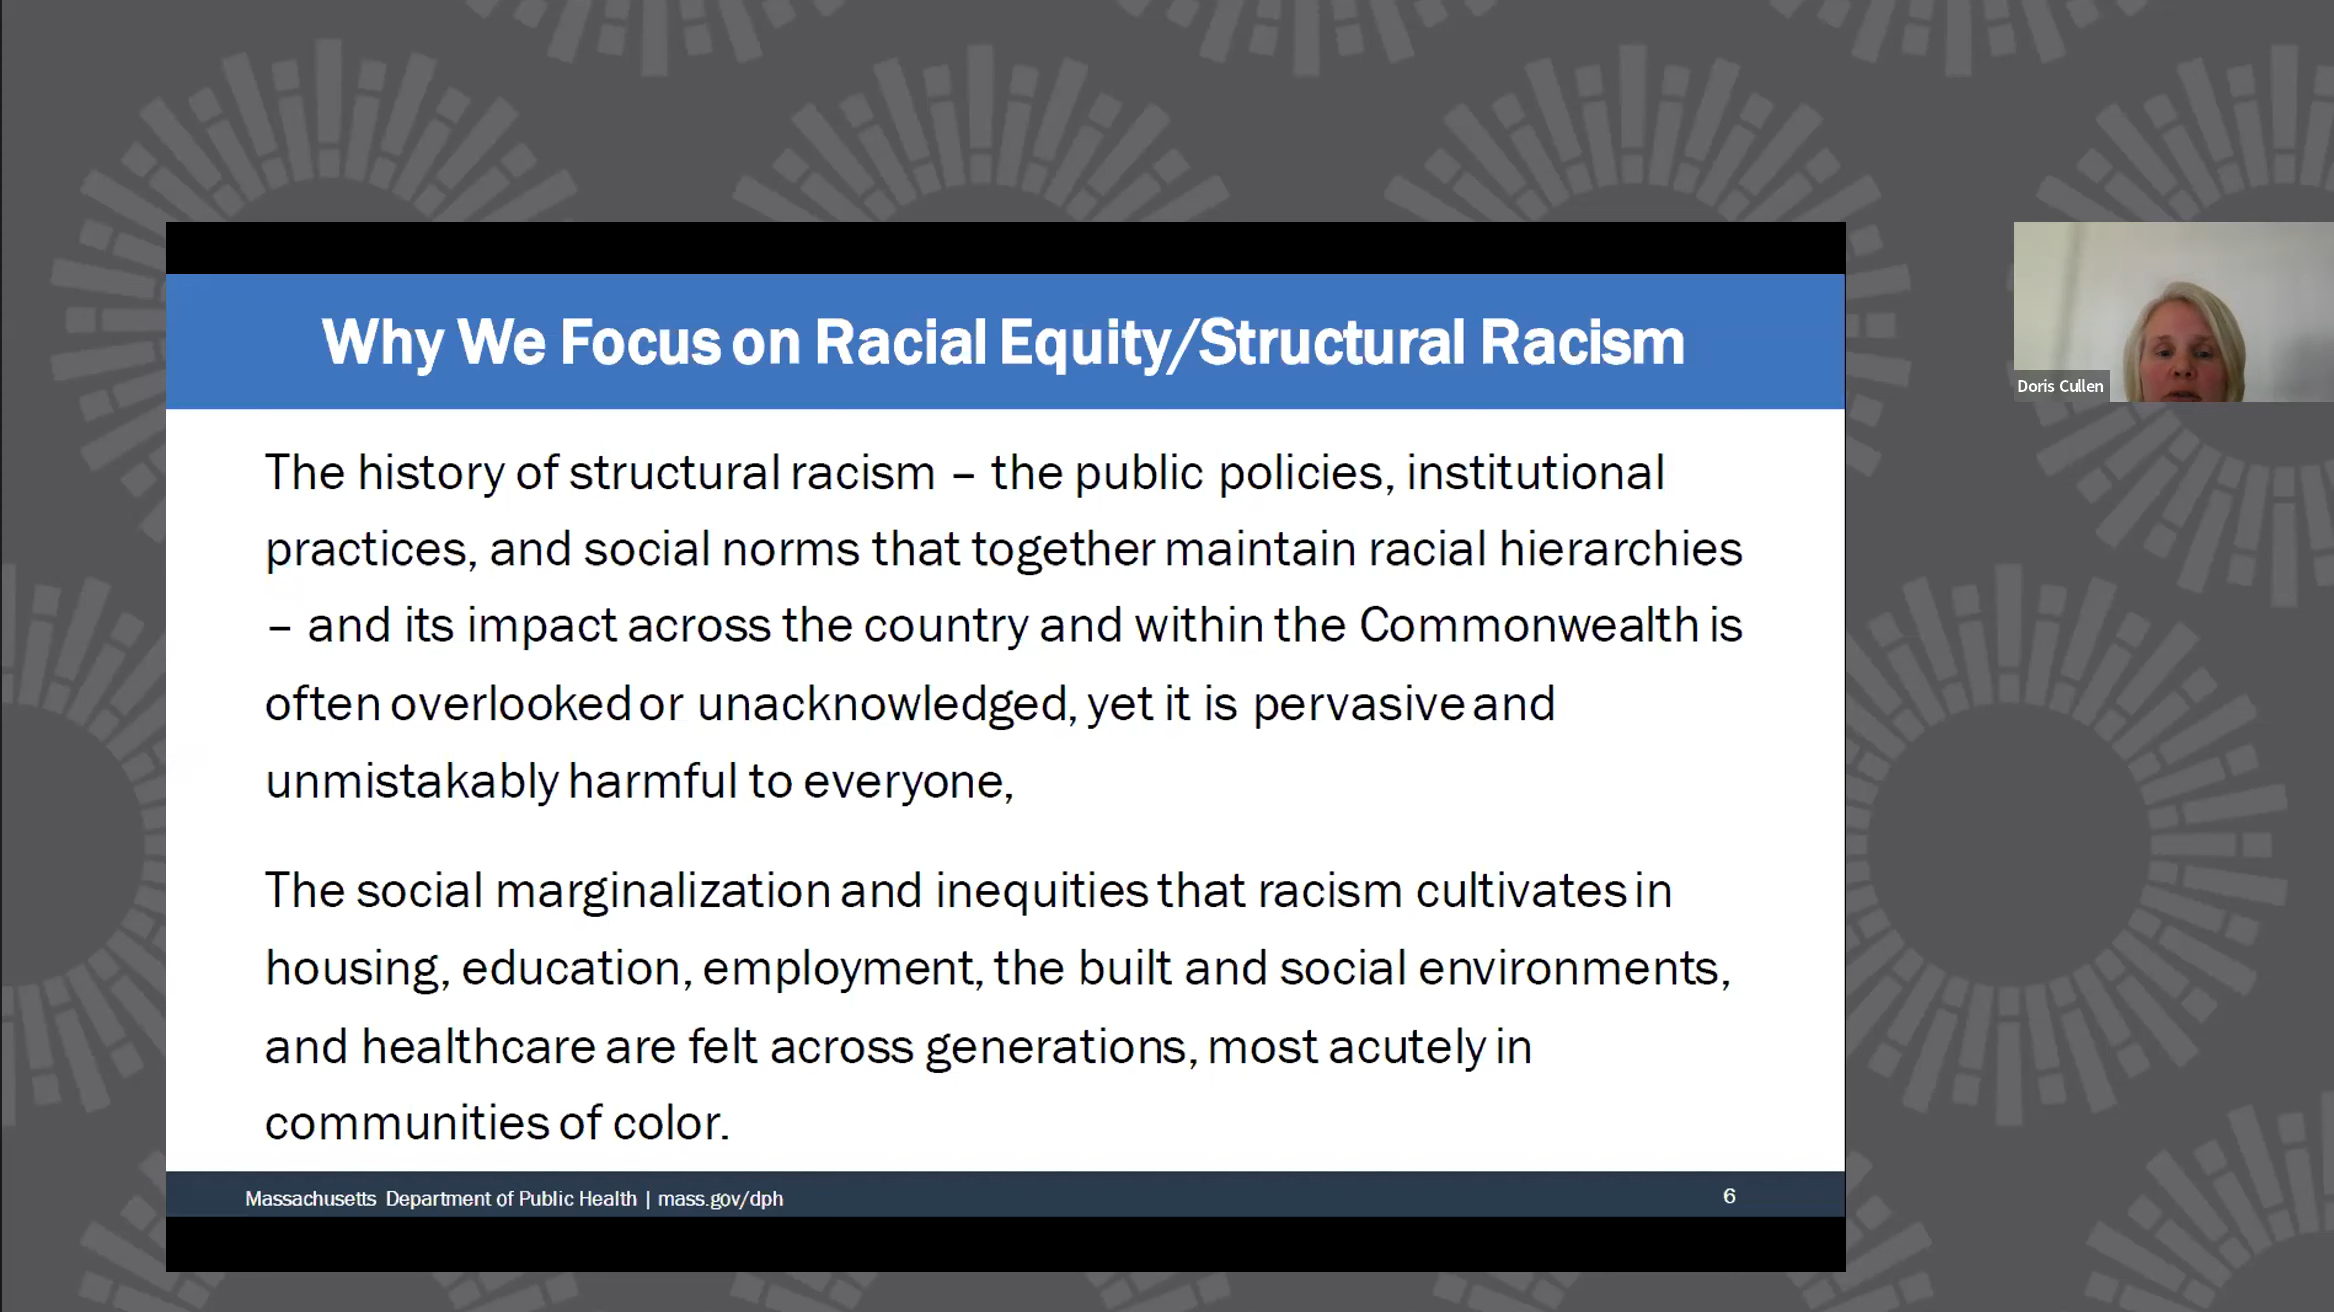 Why We Focus on Racial Equity/Structural Racism
The history of structural racism – the public policies, institutional
practices, and social norms that together maintain racial hierarchies
– and its impact across the country and within the Commonwealth is
often overlooked or unacknowledged, yet it is pervasive and
unmistakably harmful to everyone,
The social marginalization and inequities that racism cultivates in
housing, education, employment, the built and social environments,
and healthcare are felt across generations, most acutely in
communities of color.
Massachusetts Department of Public Health | mass.gov/dph
6
Doris Cullen